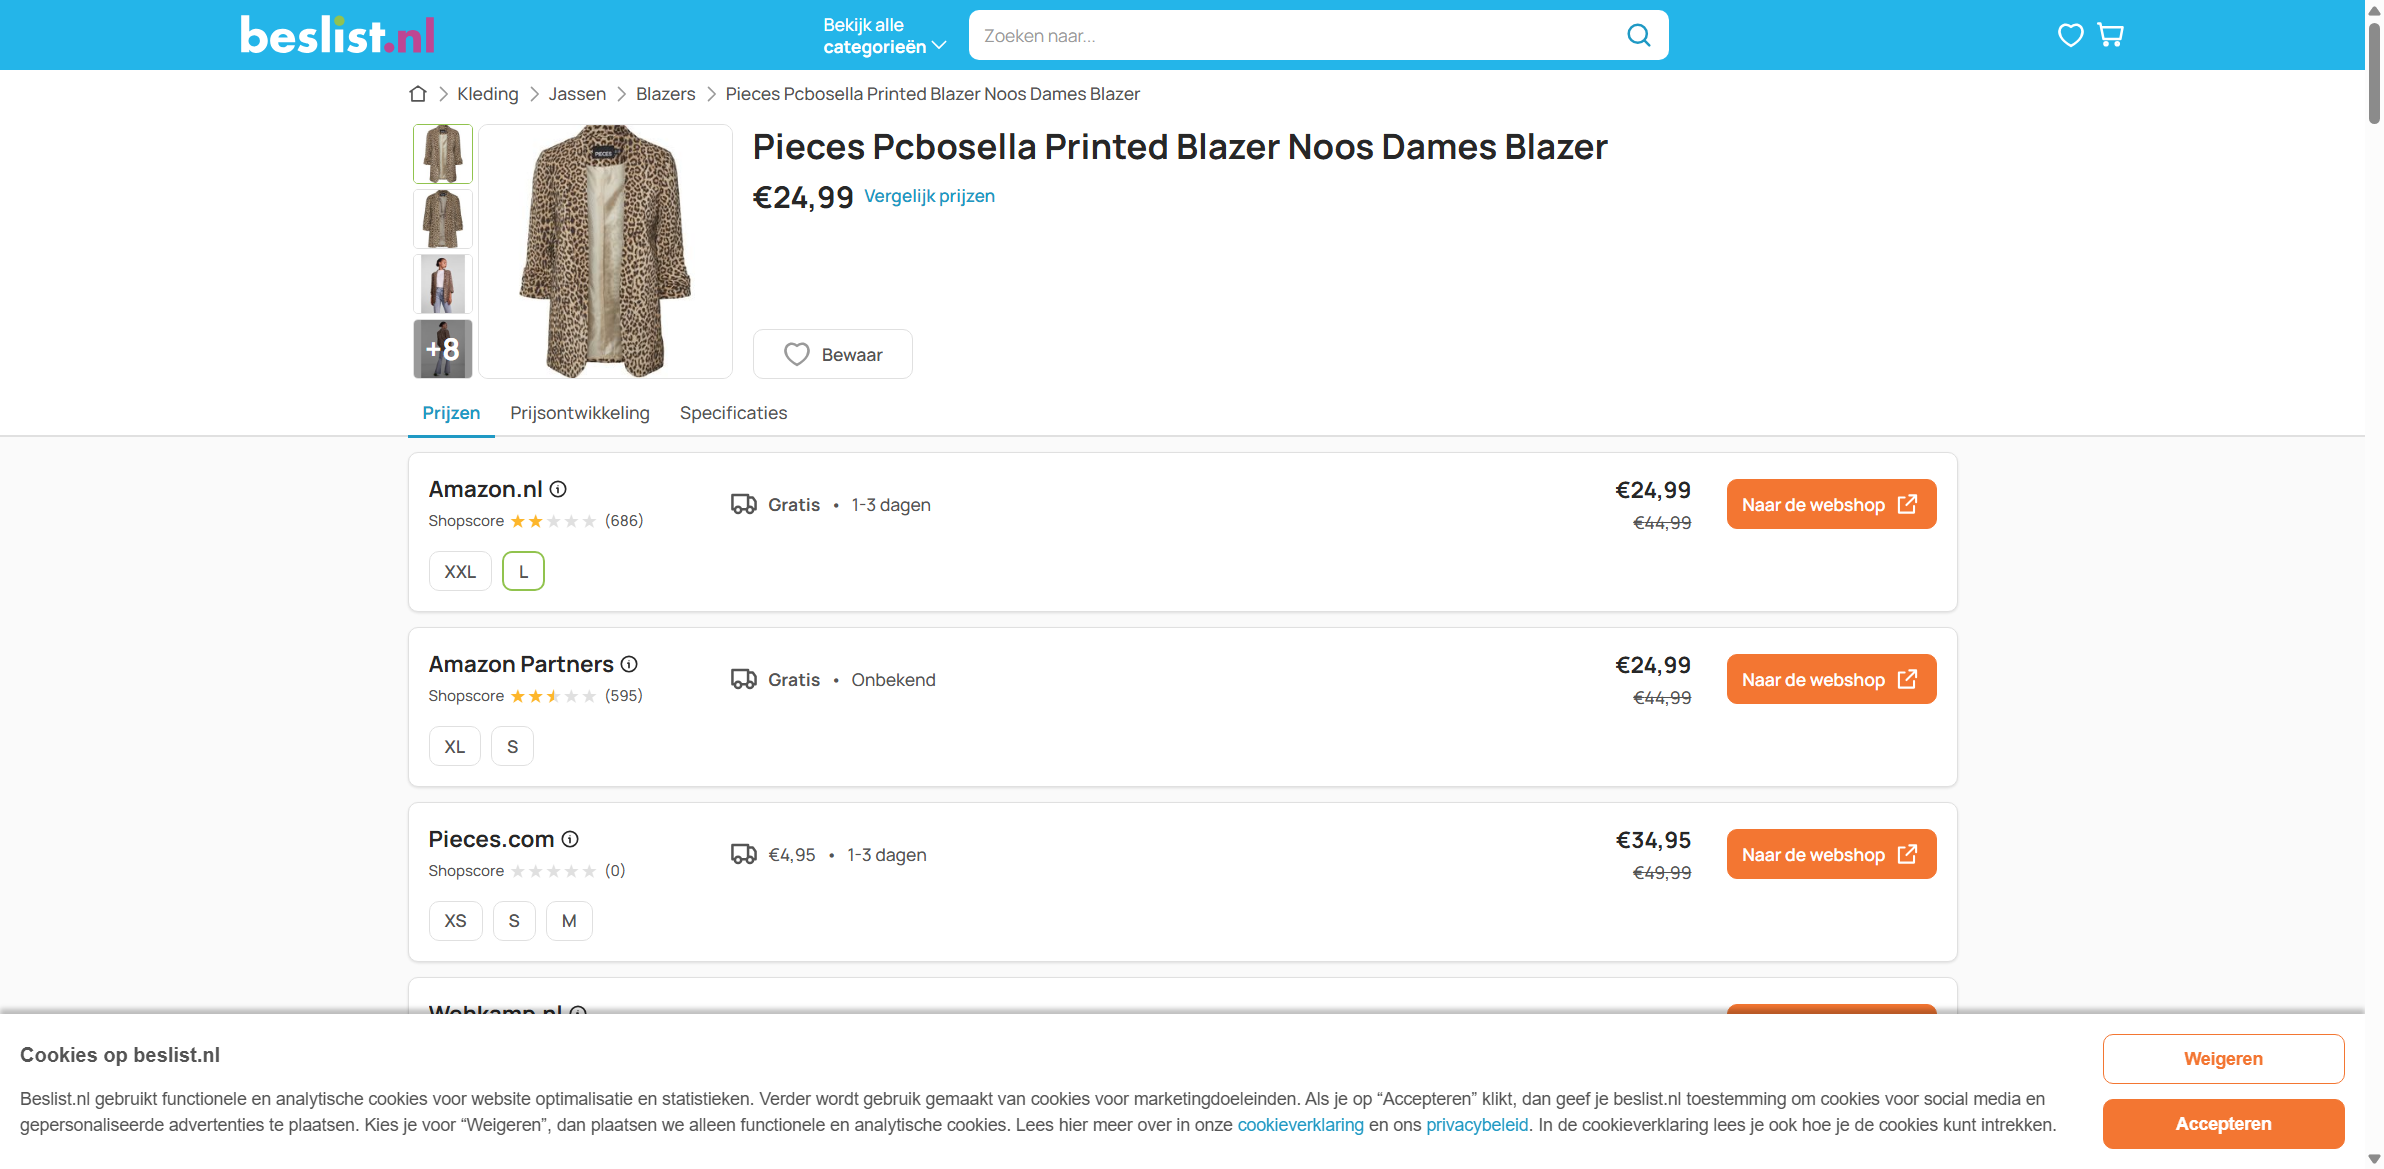 beslist.nl
Bekijk alle
categorieën
Zoeken naar...
Kleding
Jassen
Blazers
Pieces Pcbosella Printed Blazer Noos Dames Blazer
PIECES
+8
Pieces Pcbosella Printed Blazer Noos Dames Blazer
€24,99 Vergelijk prijzen
Bewaar
Prijzen
Prijsontwikkeling
Specificaties
Amazon.nl
Shopscore (686)
Gratis • 1-3 dagen
€24,99
€44,99
Naar de webshop
XXL
L
Amazon Partners
Shopscore (595)
Gratis • Onbekend
€24,99
€44,99
Naar de webshop
XL
S
Pieces.com
Shopscore (0)
€4,95 • 1-3 dagen
€34,95
€49,99
Naar de webshop
XS
S
M
Wehkamp.nl
Cookies op beslist.nl
Beslist.nl gebruikt functionele en analytische cookies voor website optimalisatie en statistieken. Verder wordt gebruik gemaakt van cookies voor marketingdoeleinden. Als je op “Accepteren” klikt, dan geef je beslist.nl toestemming om cookies voor social media en
gepersonaliseerde advertenties te plaatsen. Kies je voor “Weigeren”, dan plaatsen we alleen functionele en analytische cookies. Lees hier meer over in onze cookieverklaring en ons privacybeleid. In de cookieverklaring lees je ook hoe je de cookies kunt intrekken.
Weigeren
Accepteren